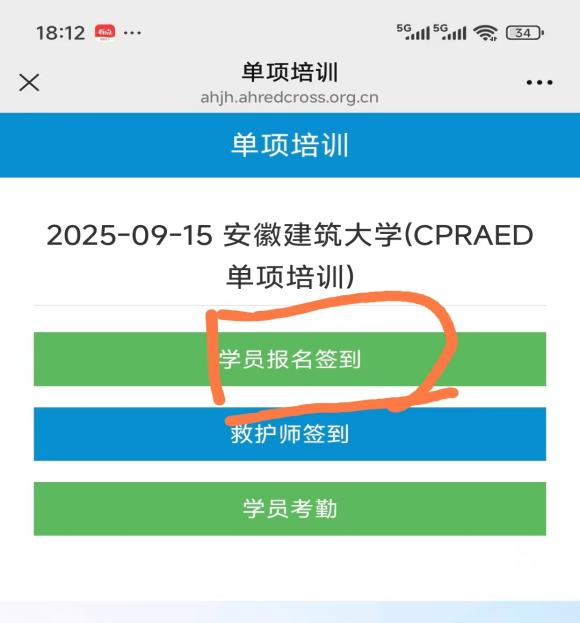 18:12
5G 5G 34
单项培训
ahjh.ahredcross.org.cn
单项培训
2025-09-15 安徽建筑大学(CPRAED
单项培训)
学员报名签到
救护师签到
学员考勤